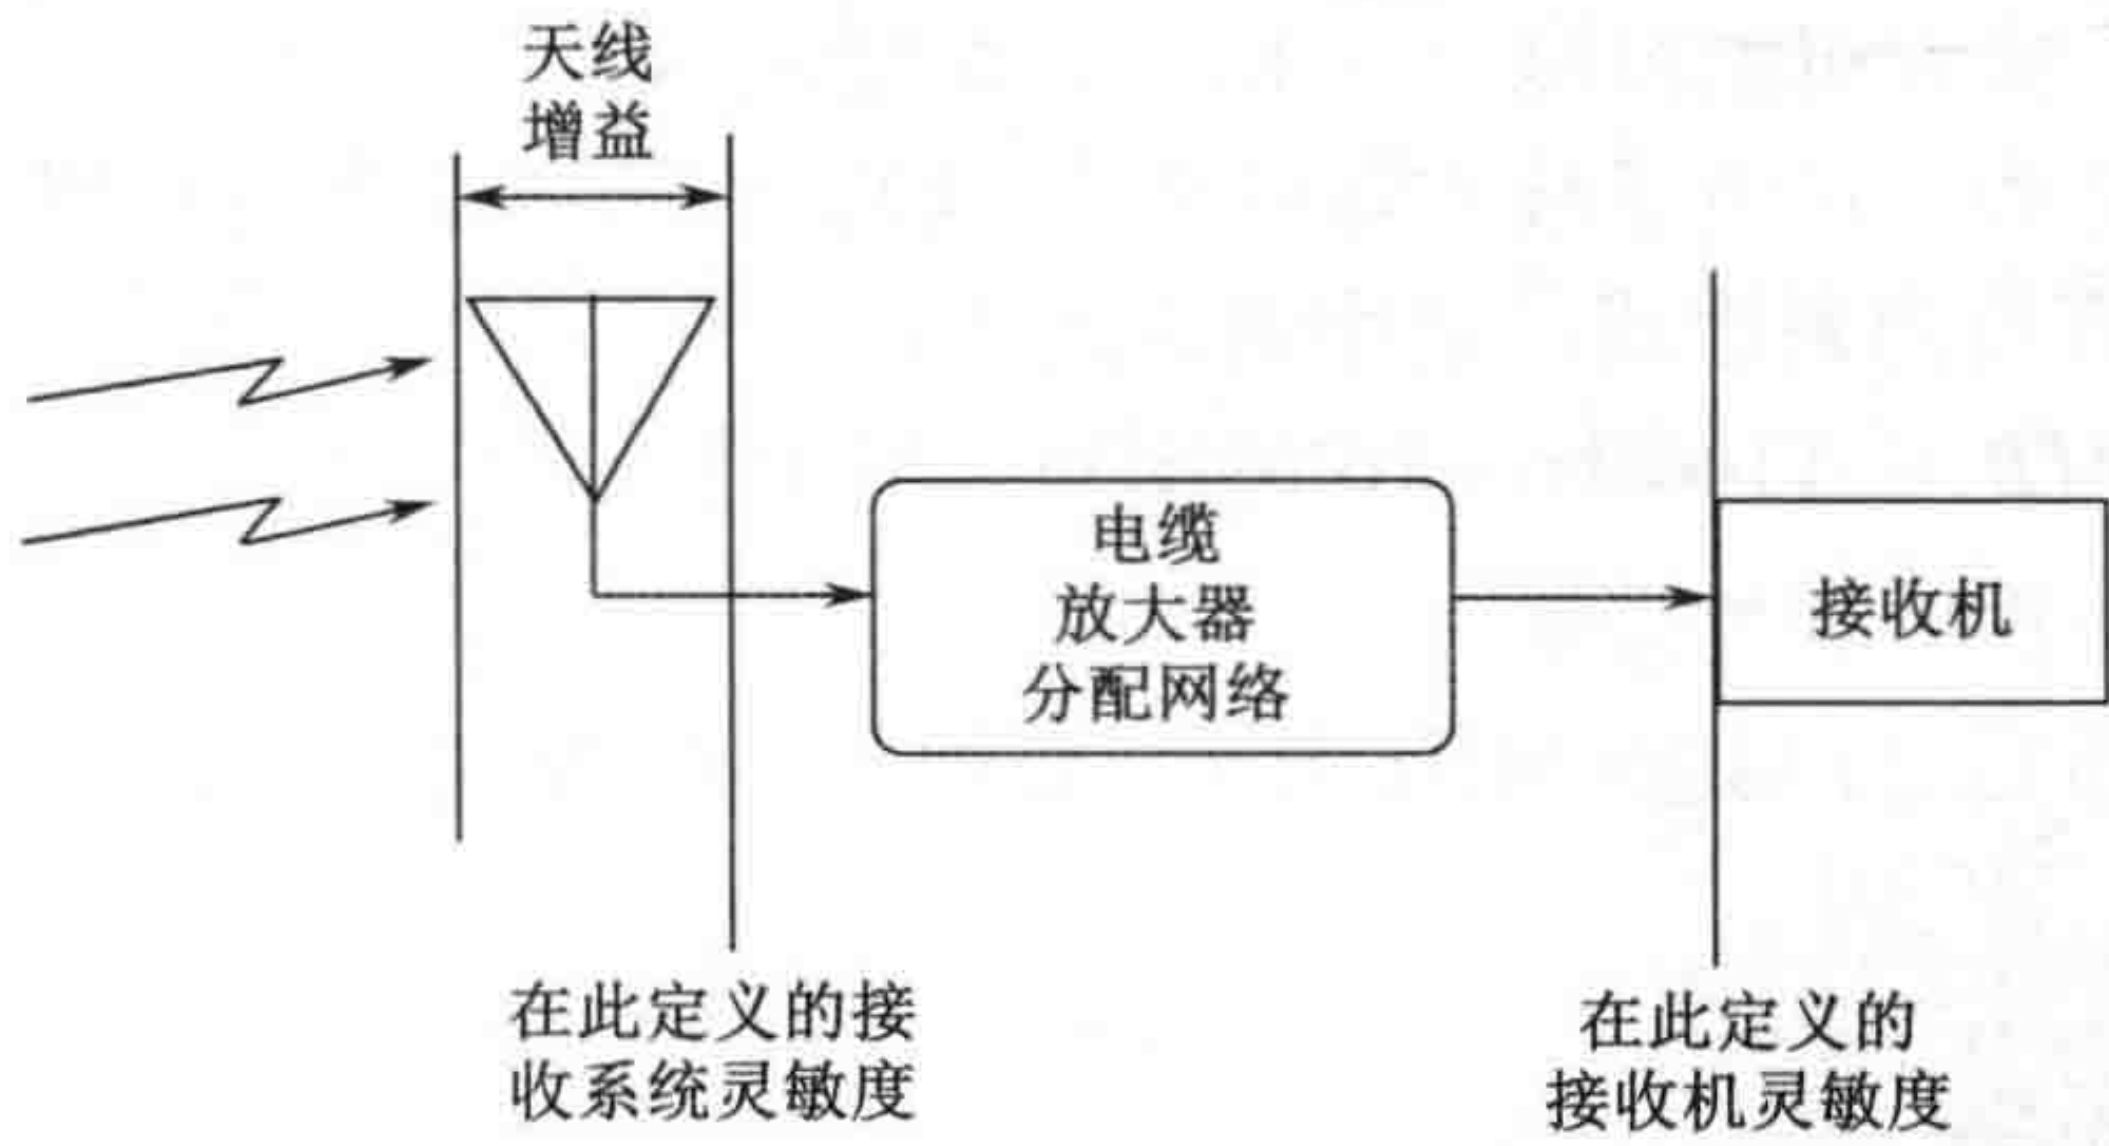 天线
增益
电缆
放大器
分配网络
接收机
在此定义的接
收系统灵敏度
在此定义的
接收机灵敏度